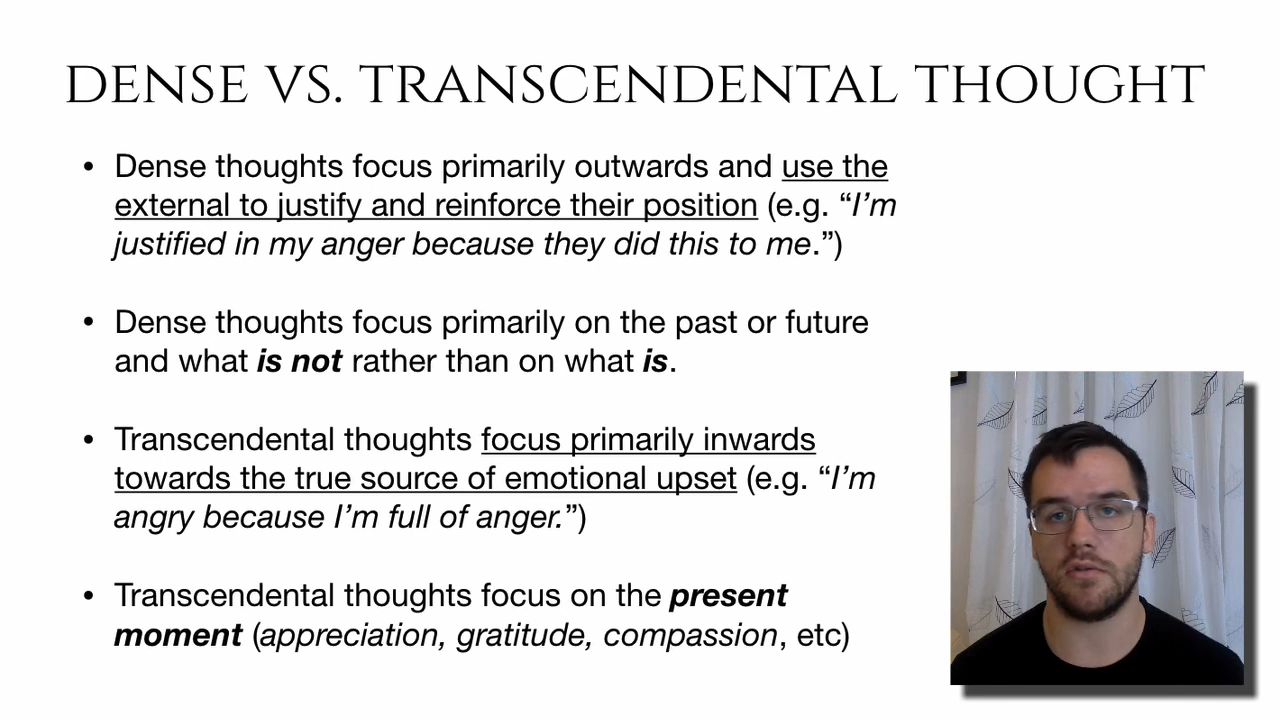 DENSE VS. TRANSCENDENTAL THOUGHT
• Dense thoughts focus primarily outwards and use the
external to justify and reinforce their position (e.g. “I’m
justified in my anger because they did this to me.”)
• Dense thoughts focus primarily on the past or future
and what is not rather than on what is.
• Transcendental thoughts focus primarily inwards
towards the true source of emotional upset (e.g. “I’m
angry because I’m full of anger.”)
• Transcendental thoughts focus on the present
moment (appreciation, gratitude, compassion, etc)